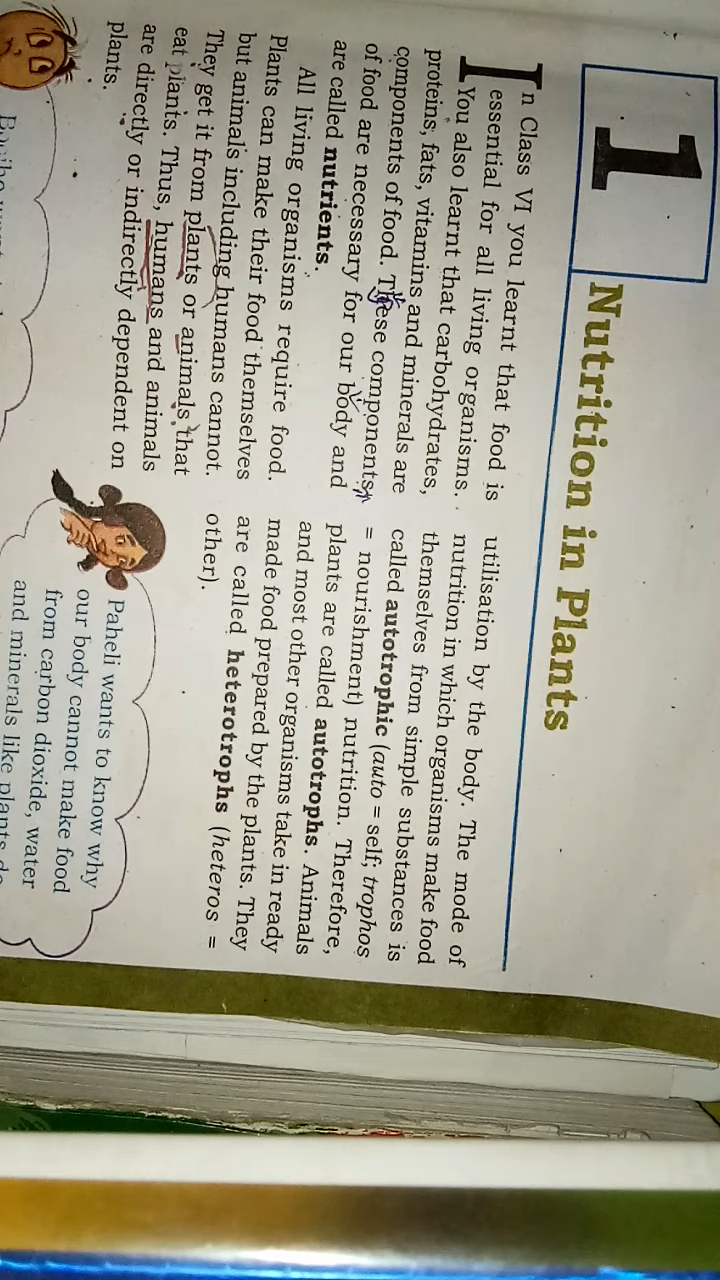 1
Nutrition in Plants
In Class VI you learnt that food is
essential for all living organisms.
You also learnt that carbohydrates,
proteins, fats, vitamins and minerals are
components of food. These components
of food are necessary for our body and
are called nutrients.
All living organisms require food.
Plants can make their food themselves
but animals including humans cannot.
They get it from plants or animals that
eat plants. Thus, humans and animals
are directly or indirectly dependent on
plants.
utilisation by the body. The mode of
nutrition in which organisms make food
themselves from simple substances is
called autotrophic (auto = self; trophos
= nourishment) nutrition. Therefore,
plants are called autotrophs. Animals
and most other organisms take in ready
made food prepared by the plants. They
are called heterotrophs (heteros =
other).
Paheli wants to know why
our body cannot make food
from carbon dioxide, water
and minerals like plants do